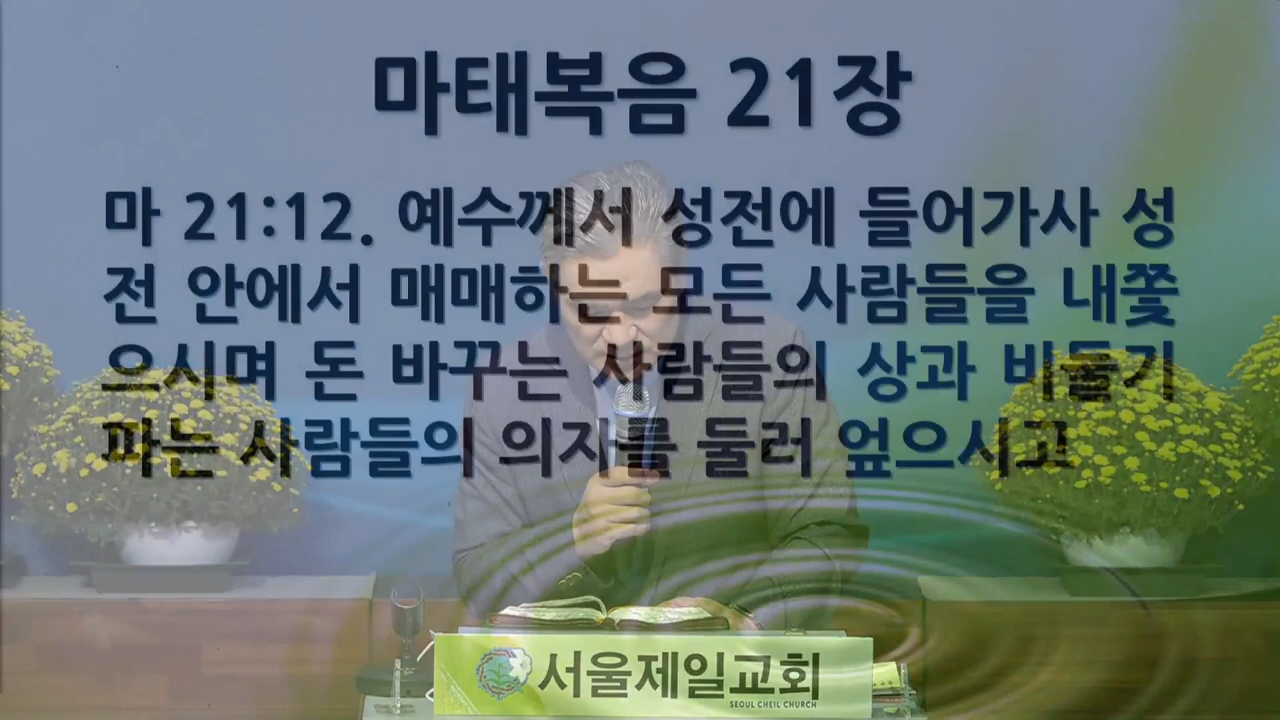 마태복음 21장
마 21:12. 예수께서 성전에 들어가사 성
전 안에서 매매하는 모든 사람들을 내쫓
으시며 돈 바꾸는 사람들의 상과 비둘기
파는 사람들의 의자를 둘러 엎으시고
서울제일교회
SEOUL CHEIL CHURCH